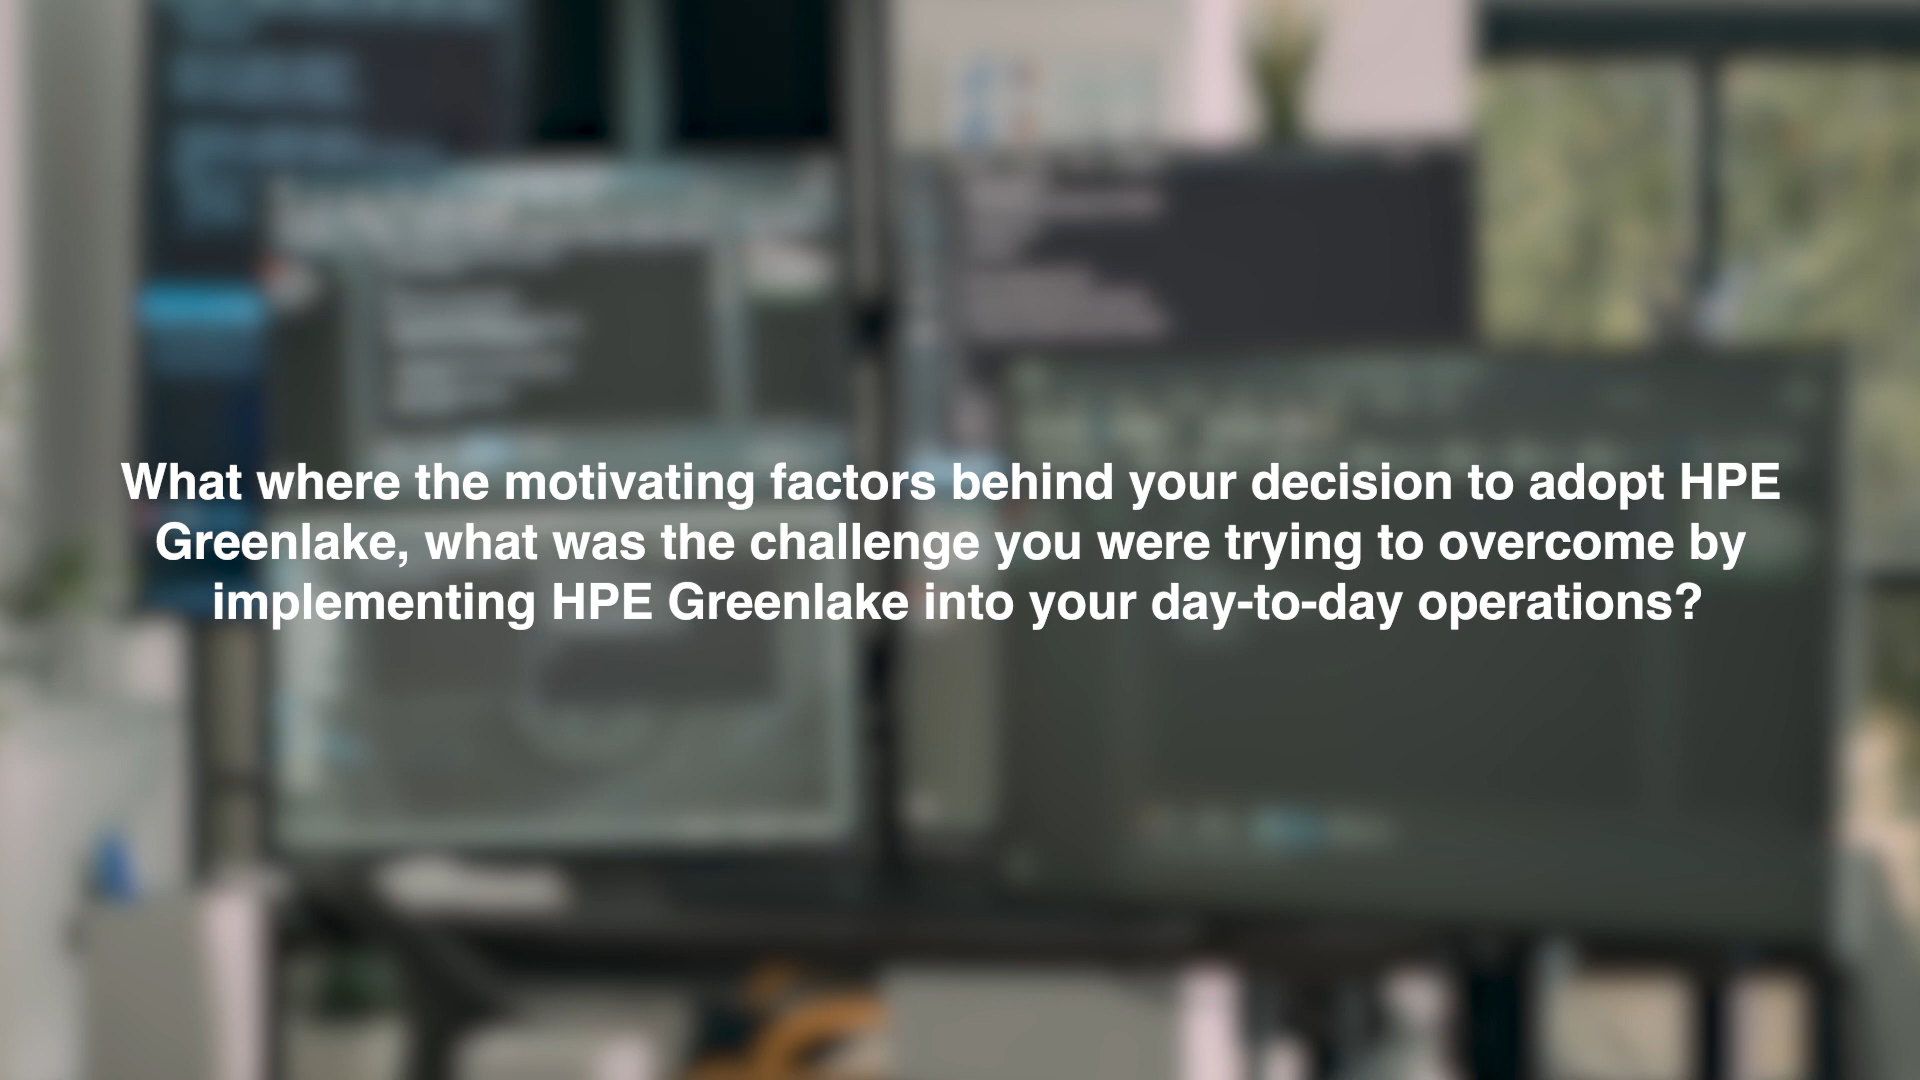 What where the motivating factors behind your decision to adopt HPE
Greenlake, what was the challenge you were trying to overcome by
implementing HPE Greenlake into your day-to-day operations?